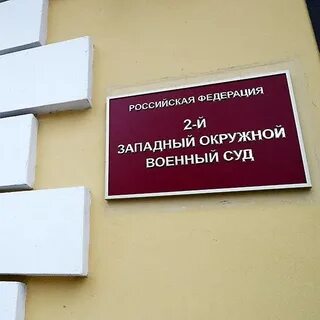 РОССИЙСКАЯ ФЕДЕРАЦИЯ
2-Й
ЗАПАДНЫЙ ОКРУЖНОЙ
ВОЕННЫЙ СУД